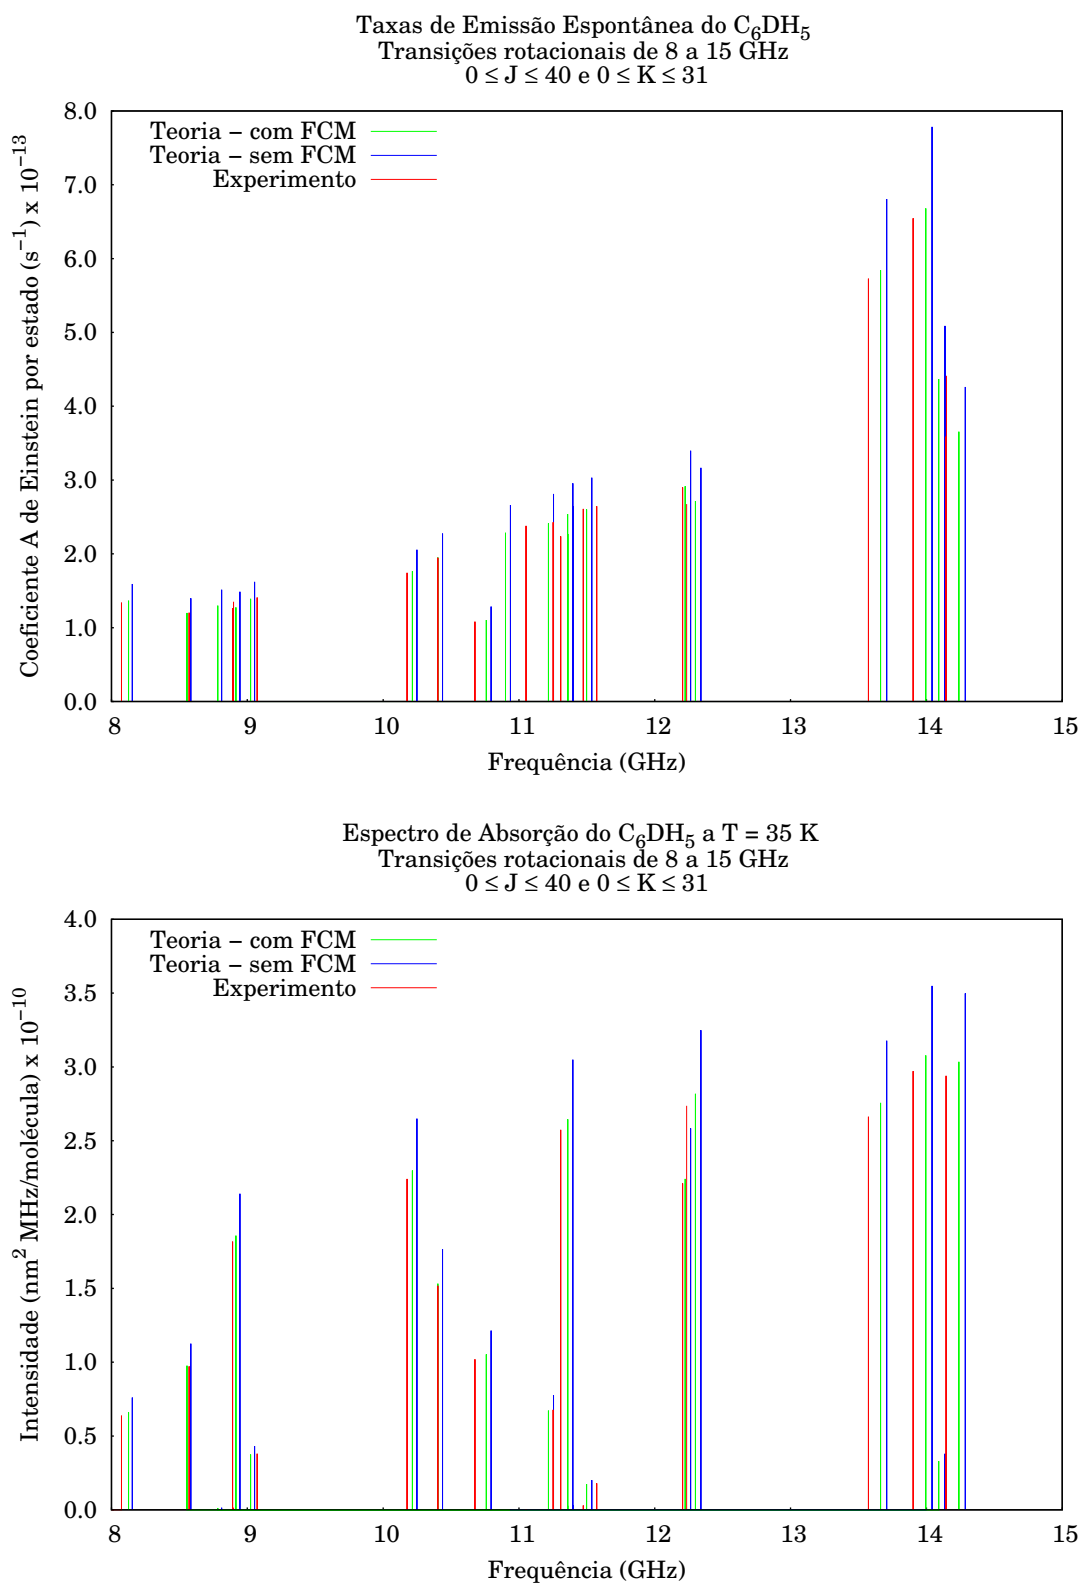 Taxas de Emissão Espontânea do C₆DH₅
Transições rotacionais de 8 a 15 GHz
0 ≤ J ≤ 40 e 0 ≤ K ≤ 31
Coeficiente A de Einstein por estado (s⁻¹) x 10⁻¹³
8.0
7.0
6.0
5.0
4.0
3.0
2.0
1.0
0.0
Teoria – com FCM
Teoria – sem FCM
Experimento
8 9 10 11 12 13 14 15
Frequência (GHz)
Espectro de Absorção do C₆DH₅ a T = 35 K
Transições rotacionais de 8 a 15 GHz
0 ≤ J ≤ 40 e 0 ≤ K ≤ 31
Intensidade (nm² MHz/molécula) x 10⁻¹⁰
4.0
3.5
3.0
2.5
2.0
1.5
1.0
0.5
0.0
Teoria – com FCM
Teoria – sem FCM
Experimento
8 9 10 11 12 13 14 15
Frequência (GHz)